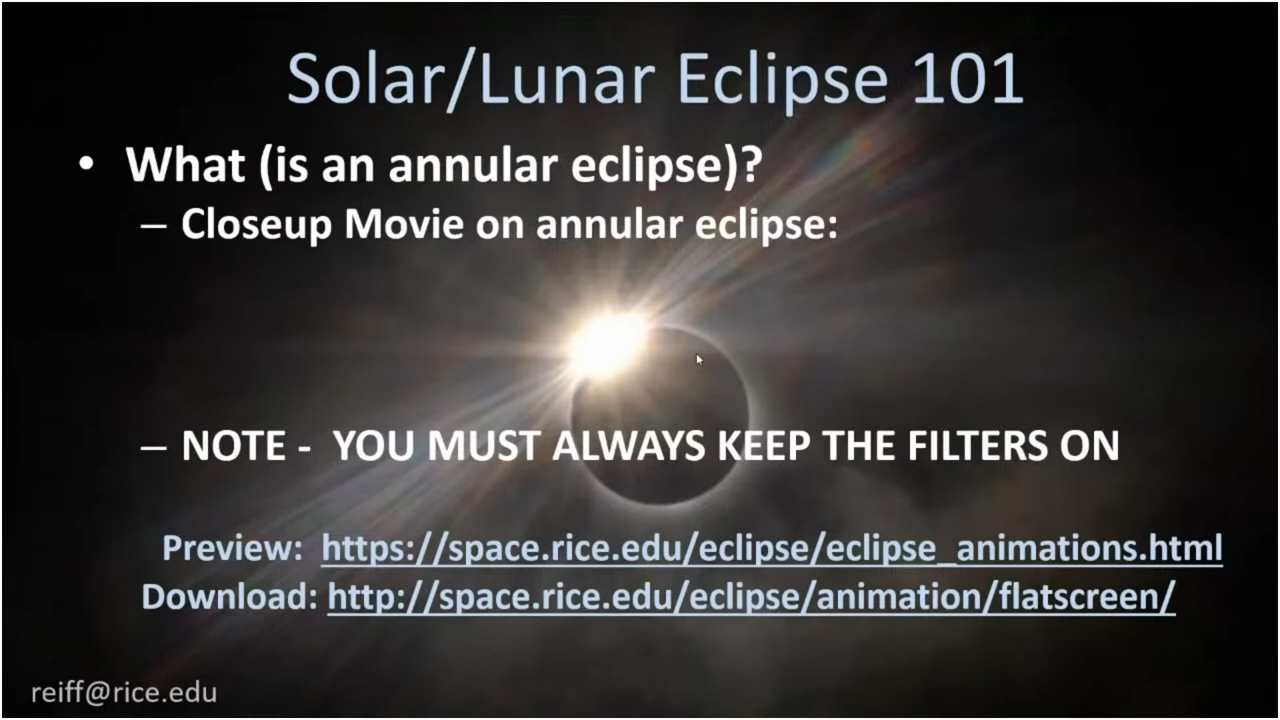 Solar/Lunar Eclipse 101
• What (is an annular eclipse)?
– Closeup Movie on annular eclipse:
– NOTE - YOU MUST ALWAYS KEEP THE FILTERS ON
Preview: https://space.rice.edu/eclipse/eclipse_animations.html
Download: http://space.rice.edu/eclipse/animation/flatscreen/
reiff@rice.edu